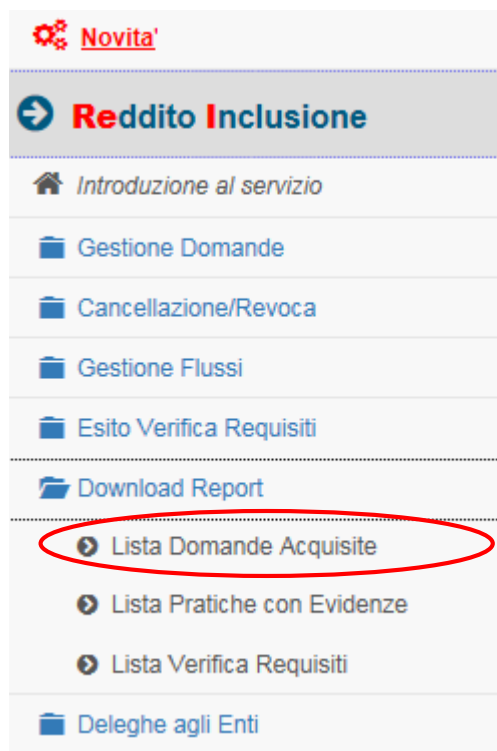 Novita'
Reddito Inclusione
Introduzione al servizio
Gestione Domande
Cancellazione/Revoca
Gestione Flussi
Esito Verifica Requisiti
Download Report
Lista Domande Acquisite
Lista Pratiche con Evidenze
Lista Verifica Requisiti
Deleghe agli Enti